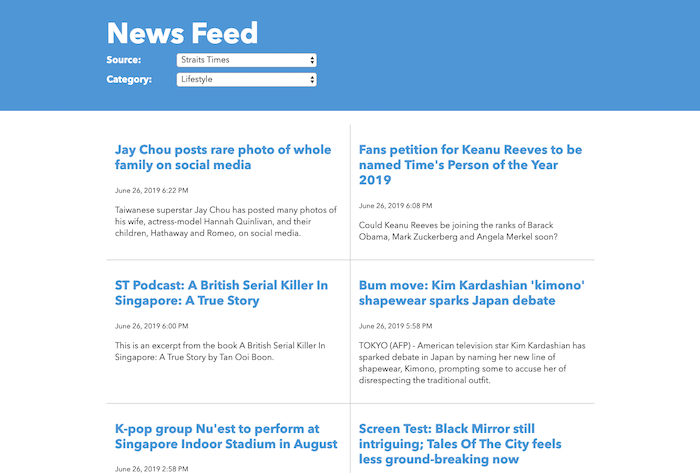 News Feed
Source: Straits Times
Category: Lifestyle
Jay Chou posts rare photo of whole
family on social media
June 26, 2019 6:22 PM
Taiwanese superstar Jay Chou has posted many photos of
his wife, actress-model Hannah Quinlivan, and their
children, Hathaway and Romeo, on social media.
Fans petition for Keanu Reeves to be
named Time's Person of the Year
2019
June 26, 2019 6:08 PM
Could Keanu Reeves be joining the ranks of Barack
Obama, Mark Zuckerberg and Angela Merkel soon?
ST Podcast: A British Serial Killer In
Singapore: A True Story
June 26, 2019 6:00 PM
This is an excerpt from the book A British Serial Killer In
Singapore: A True Story by Tan Ooi Boon.
Bum move: Kim Kardashian 'kimono'
shapewear sparks Japan debate
June 26, 2019 5:58 PM
TOKYO (AFP) - American television star Kim Kardashian has
sparked debate in Japan by naming her new line of
shapewear, Kimono, prompting some to accuse her of
disrespecting the traditional outfit.
K-pop group Nu'est to perform at
Singapore Indoor Stadium in August
June 26, 2019 2:58 PM
Screen Test: Black Mirror still
intriguing; Tales Of The City feels
less ground-breaking now